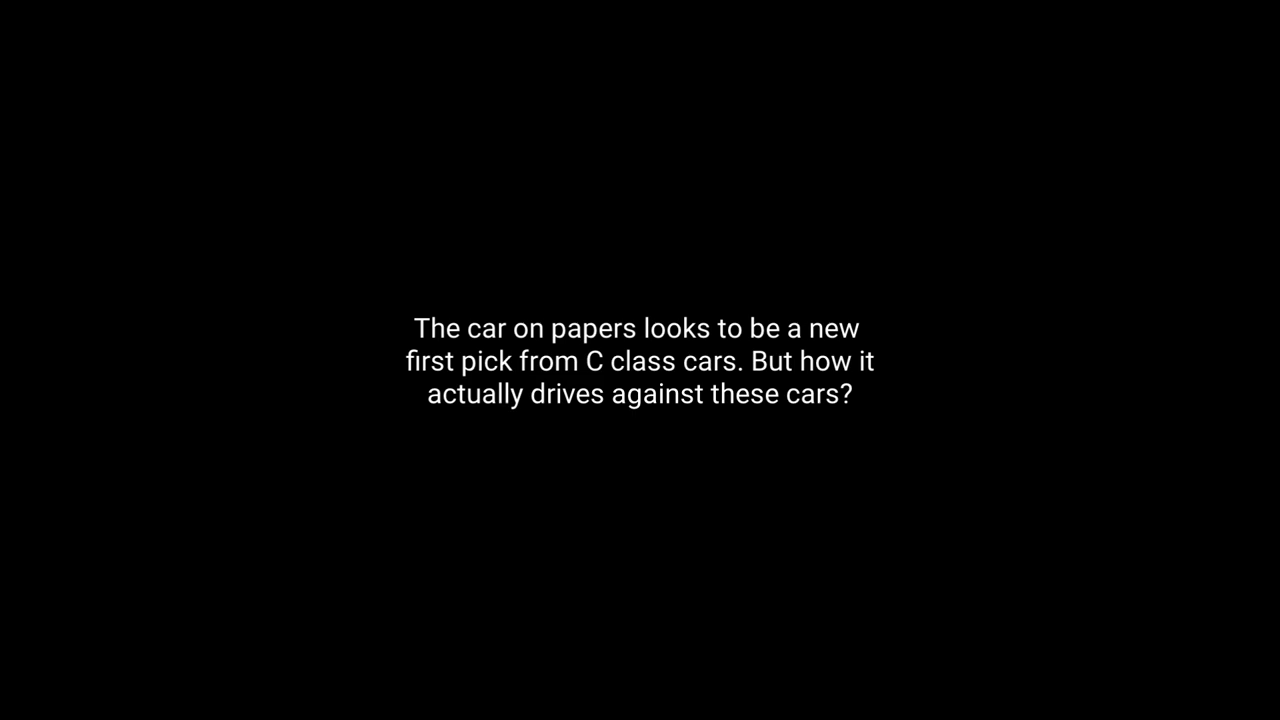 The car on papers looks to be a new
first pick from C class cars. But how it
actually drives against these cars?